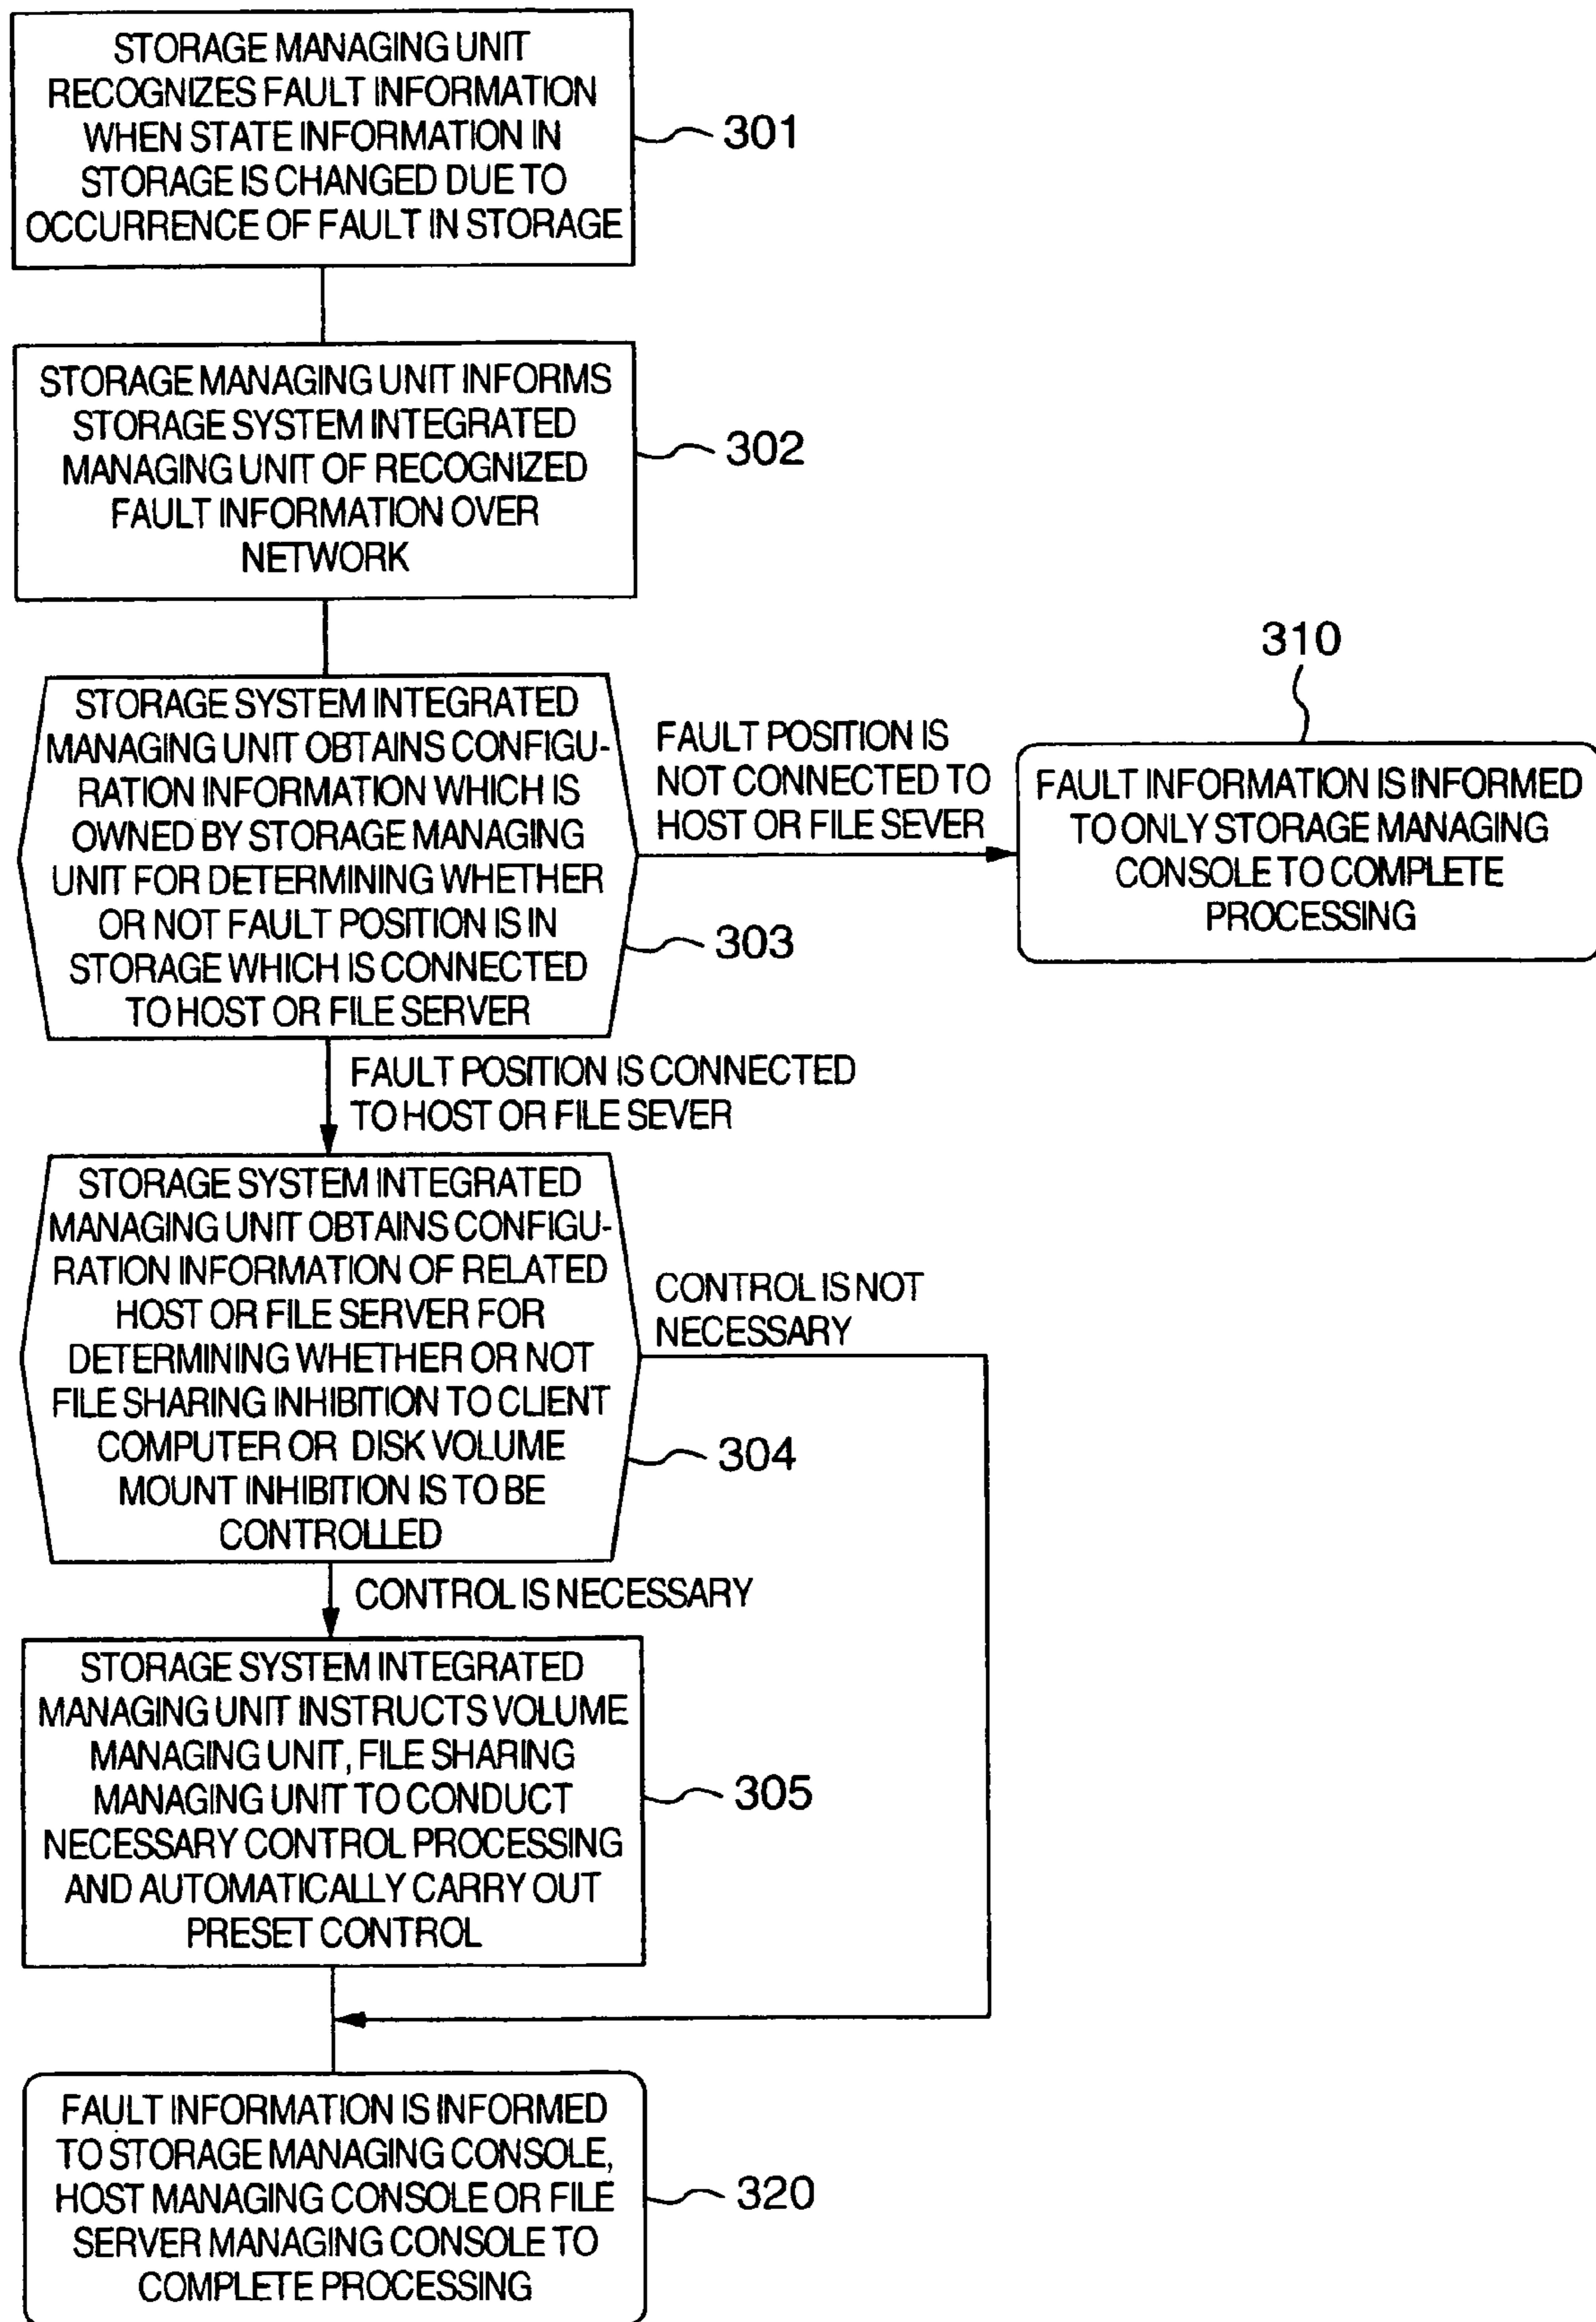 STORAGE MANAGING UNIT
RECOGNIZES FAULT INFORMATION
WHEN STATE INFORMATION IN
STORAGE IS CHANGED DUE TO
OCCURRENCE OF FAULT IN STORAGE
301
STORAGE MANAGING UNIT INFORMS
STORAGE SYSTEM INTEGRATED
MANAGING UNIT OF RECOGNIZED
FAULT INFORMATION OVER
NETWORK
302
STORAGE SYSTEM INTEGRATED
MANAGING UNIT OBTAINS CONFIGU-
RATION INFORMATION WHICH IS
OWNED BY STORAGE MANAGING
UNIT FOR DETERMINING WHETHER
OR NOT FAULT POSITION IS IN
STORAGE WHICH IS CONNECTED
TO HOST OR FILE SERVER
303
FAULT POSITION IS
NOT CONNECTED TO
HOST OR FILE SEVER
310
FAULT INFORMATION IS INFORMED
TO ONLY STORAGE MANAGING
CONSOLE TO COMPLETE
PROCESSING
FAULT POSITION IS CONNECTED
TO HOST OR FILE SEVER
STORAGE SYSTEM INTEGRATED
MANAGING UNIT OBTAINS CONFIGU-
RATION INFORMATION OF RELATED
HOST OR FILE SERVER FOR
DETERMINING WHETHER OR NOT
FILE SHARING INHIBITION TO CLIENT
COMPUTER OR DISK VOLUME
MOUNT INHIBITION IS TO BE
CONTROLLED
304
CONTROL IS NOT
NECESSARY
CONTROL IS NECESSARY
STORAGE SYSTEM INTEGRATED
MANAGING UNIT INSTRUCTS VOLUME
MANAGING UNIT, FILE SHARING
MANAGING UNIT TO CONDUCT
NECESSARY CONTROL PROCESSING
AND AUTOMATICALLY CARRY OUT
PRESET CONTROL
305
FAULT INFORMATION IS INFORMED
TO STORAGE MANAGING CONSOLE,
HOST MANAGING CONSOLE OR FILE
SERVER MANAGING CONSOLE TO
COMPLETE PROCESSING
320